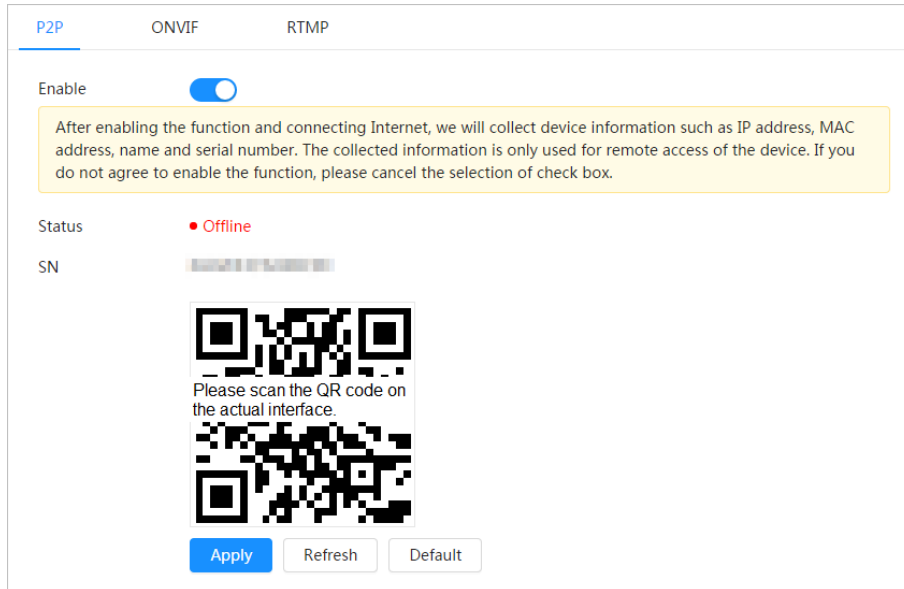 P2P ONVIF RTMP
Enable
After enabling the function and connecting Internet, we will collect device information such as IP address, MAC
address, name and serial number. The collected information is only used for remote access of the device. If you
do not agree to enable the function, please cancel the selection of check box.
Status Offline
SN
Please scan the QR code on
the actual interface.
Apply Refresh Default